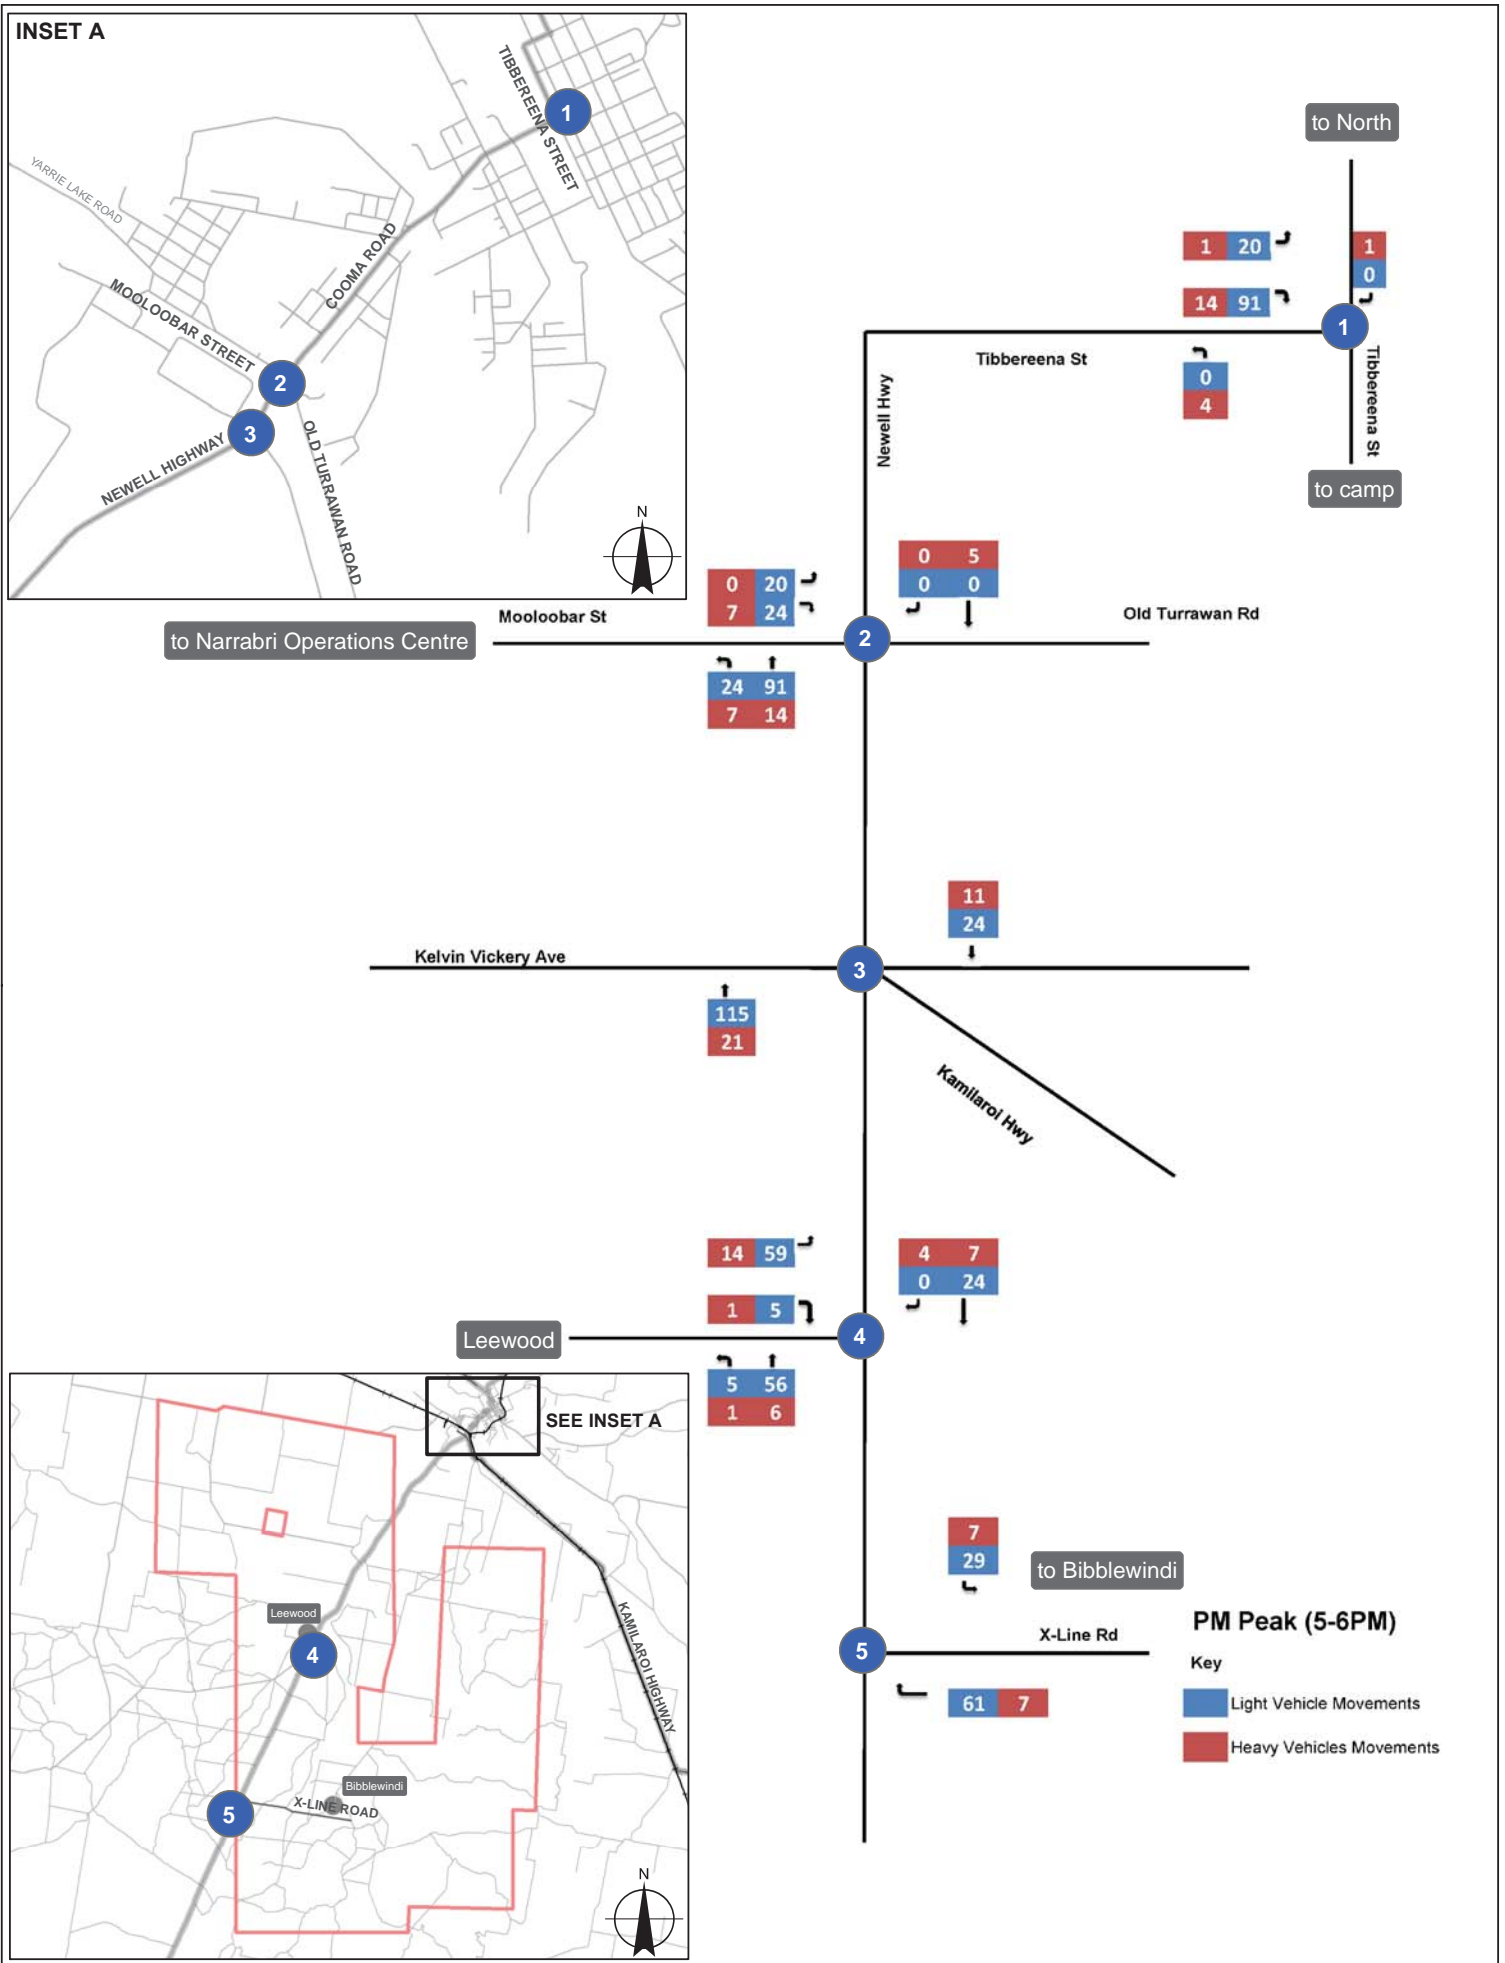 INSET A
TIBBEREENA STREET
1
YARRIE LAKE ROAD
COOMA ROAD
MOOLOOBAR STREET
2
3
NEWELL HIGHWAY
OLD TURRAWAN ROAD
N
to North
1 20
1
0
14 91
1
Tibbereena St
Tibbereena St
0
4
Newell Hwy
to camp
0 5
0 0
0 20
7 24
Mooloobar St
Old Turrawan Rd
to Narrabri Operations Centre
2
24 91
7 14
11
24
Kelvin Vickery Ave
3
115
21
Kamilaroi Hwy
14 59
4 7
0 24
1 5
Leewood
4
5 56
1 6
SEE INSET A
Leewood
4
KAMILAROI HIGHWAY
Bibblewindi
X-LINE ROAD
5
N
7
29
to Bibblewindi
X-Line Rd
5
61 7
PM Peak (5-6PM)
Key
Light Vehicle Movements
Heavy Vehicles Movements